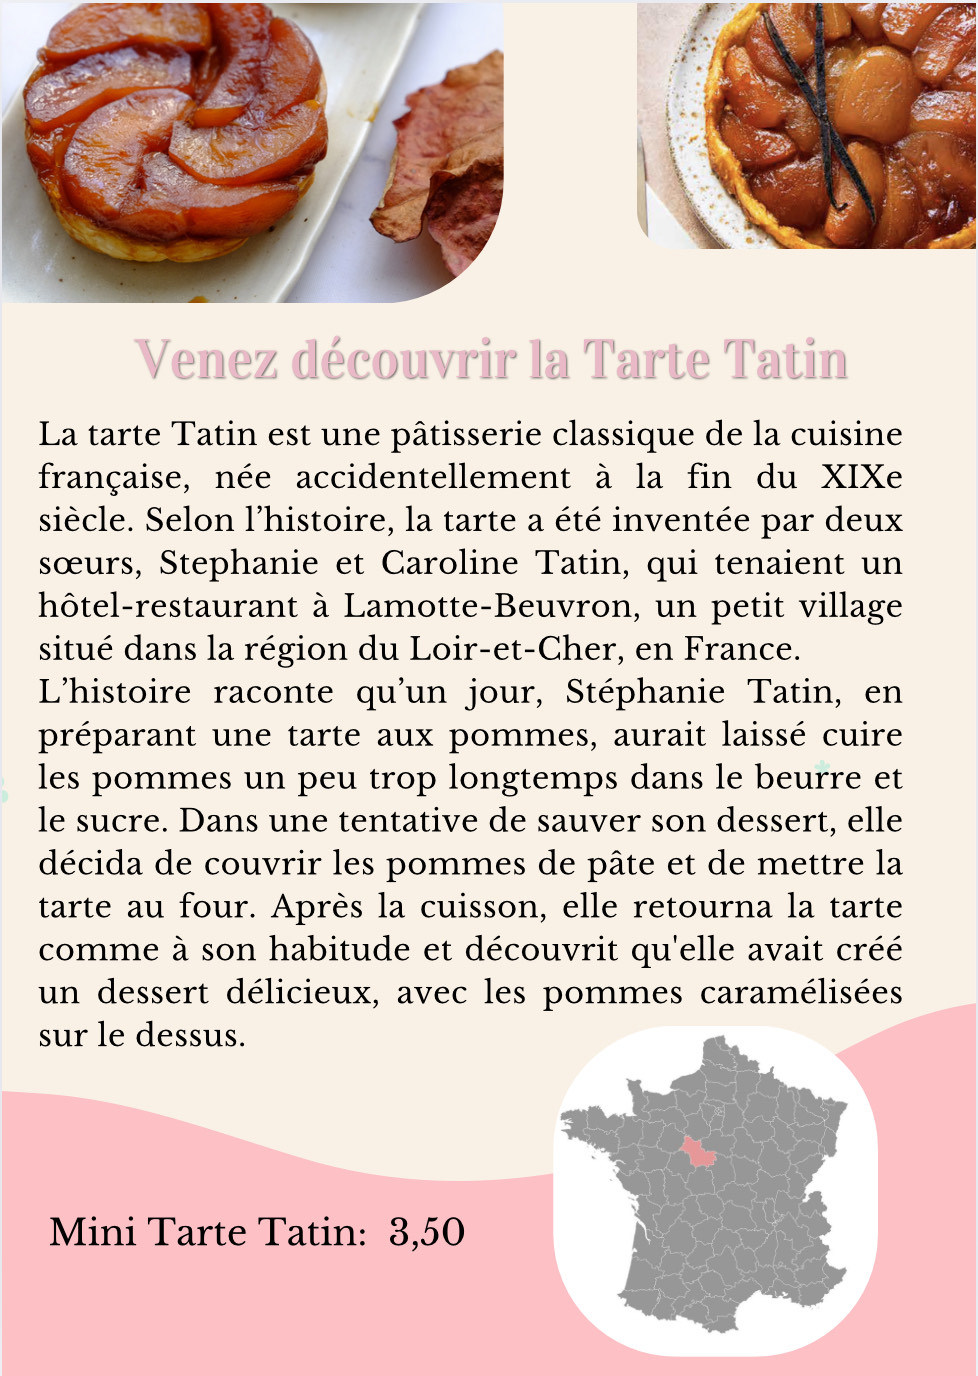 Venez découvrir la Tarte Tatin
La tarte Tatin est une pâtisserie classique de la cuisine
française, née accidentellement à la fin du XIXe
siècle. Selon l’histoire, la tarte a été inventée par deux
sœurs, Stephanie et Caroline Tatin, qui tenaient un
hôtel-restaurant à Lamotte-Beuvron, un petit village
situé dans la région du Loir-et-Cher, en France.
L’histoire raconte qu’un jour, Stéphanie Tatin, en
préparant une tarte aux pommes, aurait laissé cuire
les pommes un peu trop longtemps dans le beurre et
le sucre. Dans une tentative de sauver son dessert, elle
décida de couvrir les pommes de pâte et de mettre la
tarte au four. Après la cuisson, elle retourna la tarte
comme à son habitude et découvrit qu'elle avait créé
un dessert délicieux, avec les pommes caramélisées
sur le dessus.
Mini Tarte Tatin: 3,50